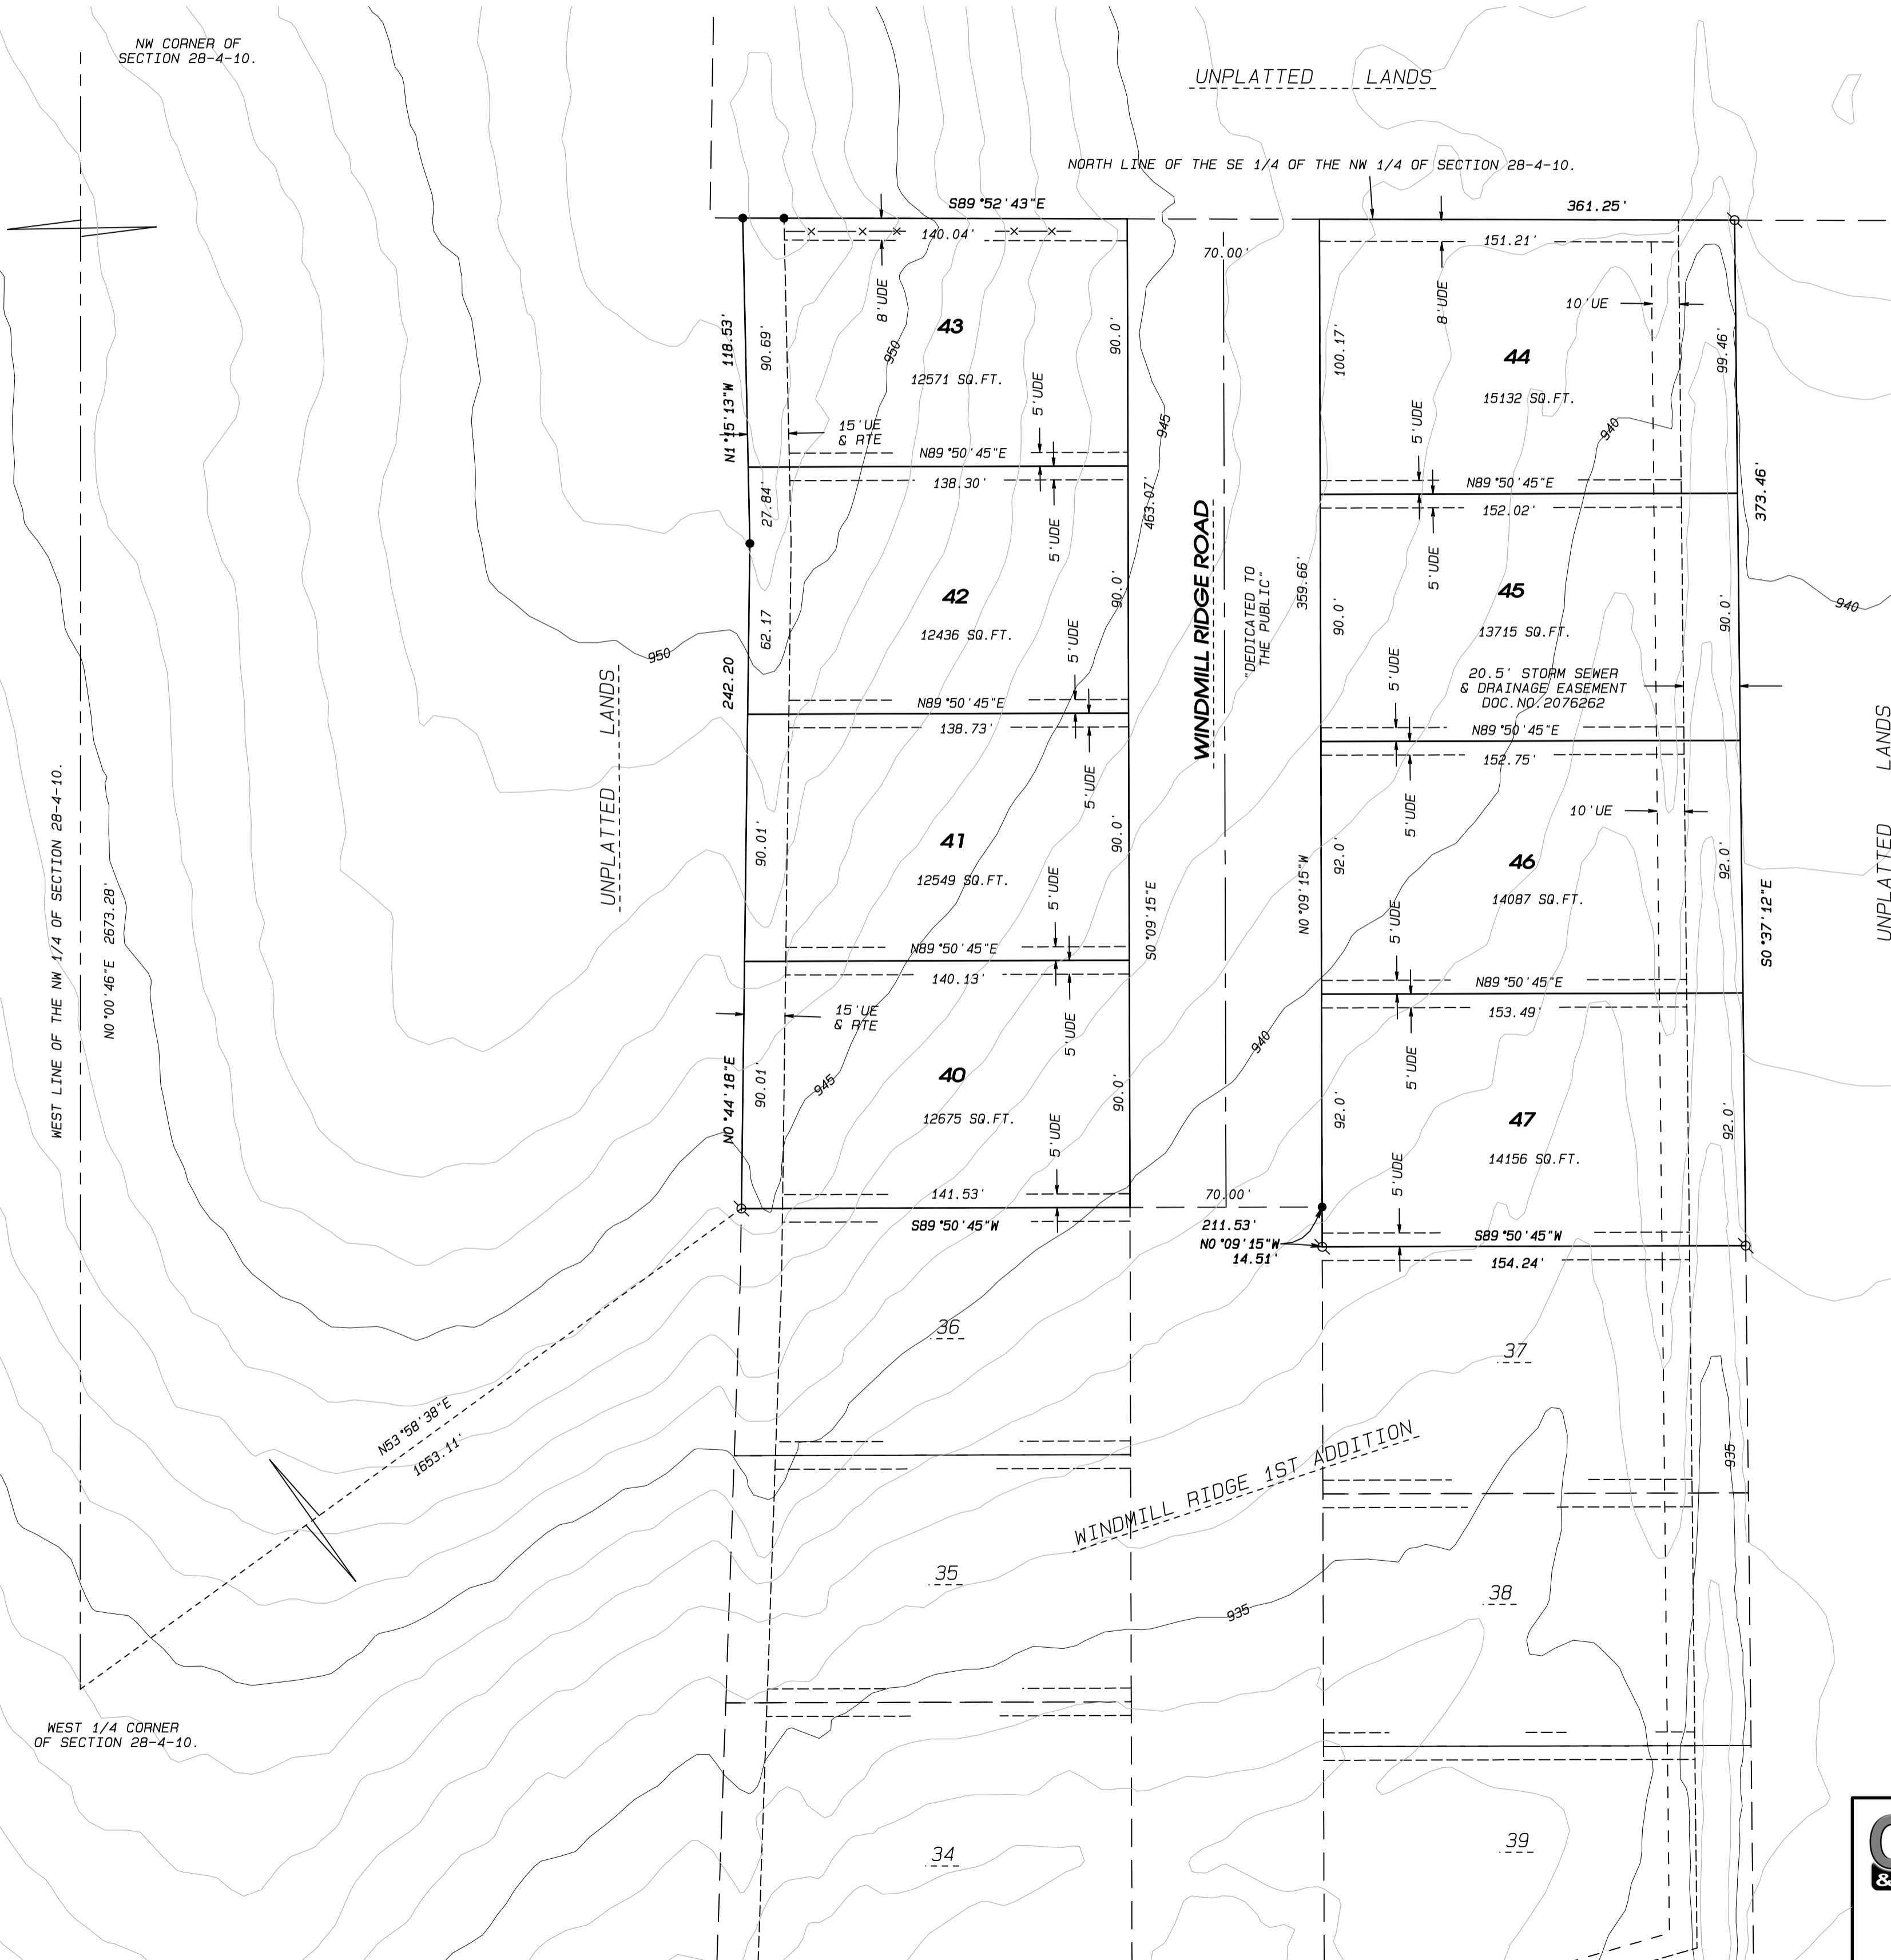 NW CORNER OF
SECTION 28-4-10.
UNPLATTED LANDS
NORTH LINE OF THE SE 1/4 OF THE NW 1/4 OF SECTION 28-4-10.
S89°52'43"E
361.25'
140.04'
70.00'
151.21'
8'UDE
8'UDE
10'UE
N1°15'13"W 118.53'
90.69'
43
12571 SQ.FT.
90.0'
950
5'UDE
15'UE
& RTE
N89°50'45"E
138.30'
5'UDE
27.84'
945
463.07'
100.17'
44
15132 SQ.FT.
99.46'
940
5'UDE
N89°50'45"E
152.02'
5'UDE
373.46'
WINDMILL RIDGE ROAD
"DEDICATED TO
THE PUBLIC"
359.66'
62.17
42
12436 SQ.FT.
90.0'
5'UDE
950
242.20
UNPLATTED LANDS
N89°50'45"E
138.73'
5'UDE
90.0'
45
13715 SQ.FT.
90.0'
940
5'UDE
20.5' STORM SEWER
& DRAINAGE EASEMENT
DOC.NO.2076262
N89°50'45"E
152.75'
5'UDE
10'UE
UNPLATTED LANDS
WEST LINE OF THE NW 1/4 OF SECTION 28-4-10.
N0°00'46"E 2673.28'
90.01'
41
12549 SQ.FT.
90.0'
5'UDE
S0°09'15"E
N89°50'45"E
140.13'
5'UDE
N0°09'15"W
92.0'
46
14087 SQ.FT.
92.0'
5'UDE
S0°37'12"E
N89°50'45"E
153.49'
5'UDE
15'UE
& RTE
N0°44'18"E
90.01'
945
40
12675 SQ.FT.
90.0'
5'UDE
940
92.0'
47
14156 SQ.FT.
92.0'
5'UDE
141.53'
S89°50'45"W
70.00'
211.53'
N0°09'15"W
14.51'
S89°50'45"W
154.24'
36
37
N53°58'38"E
1653.11'
WINDMILL RIDGE 1ST ADDITION
935
35
38
935
WEST 1/4 CORNER
OF SECTION 28-4-10.
34
39
&